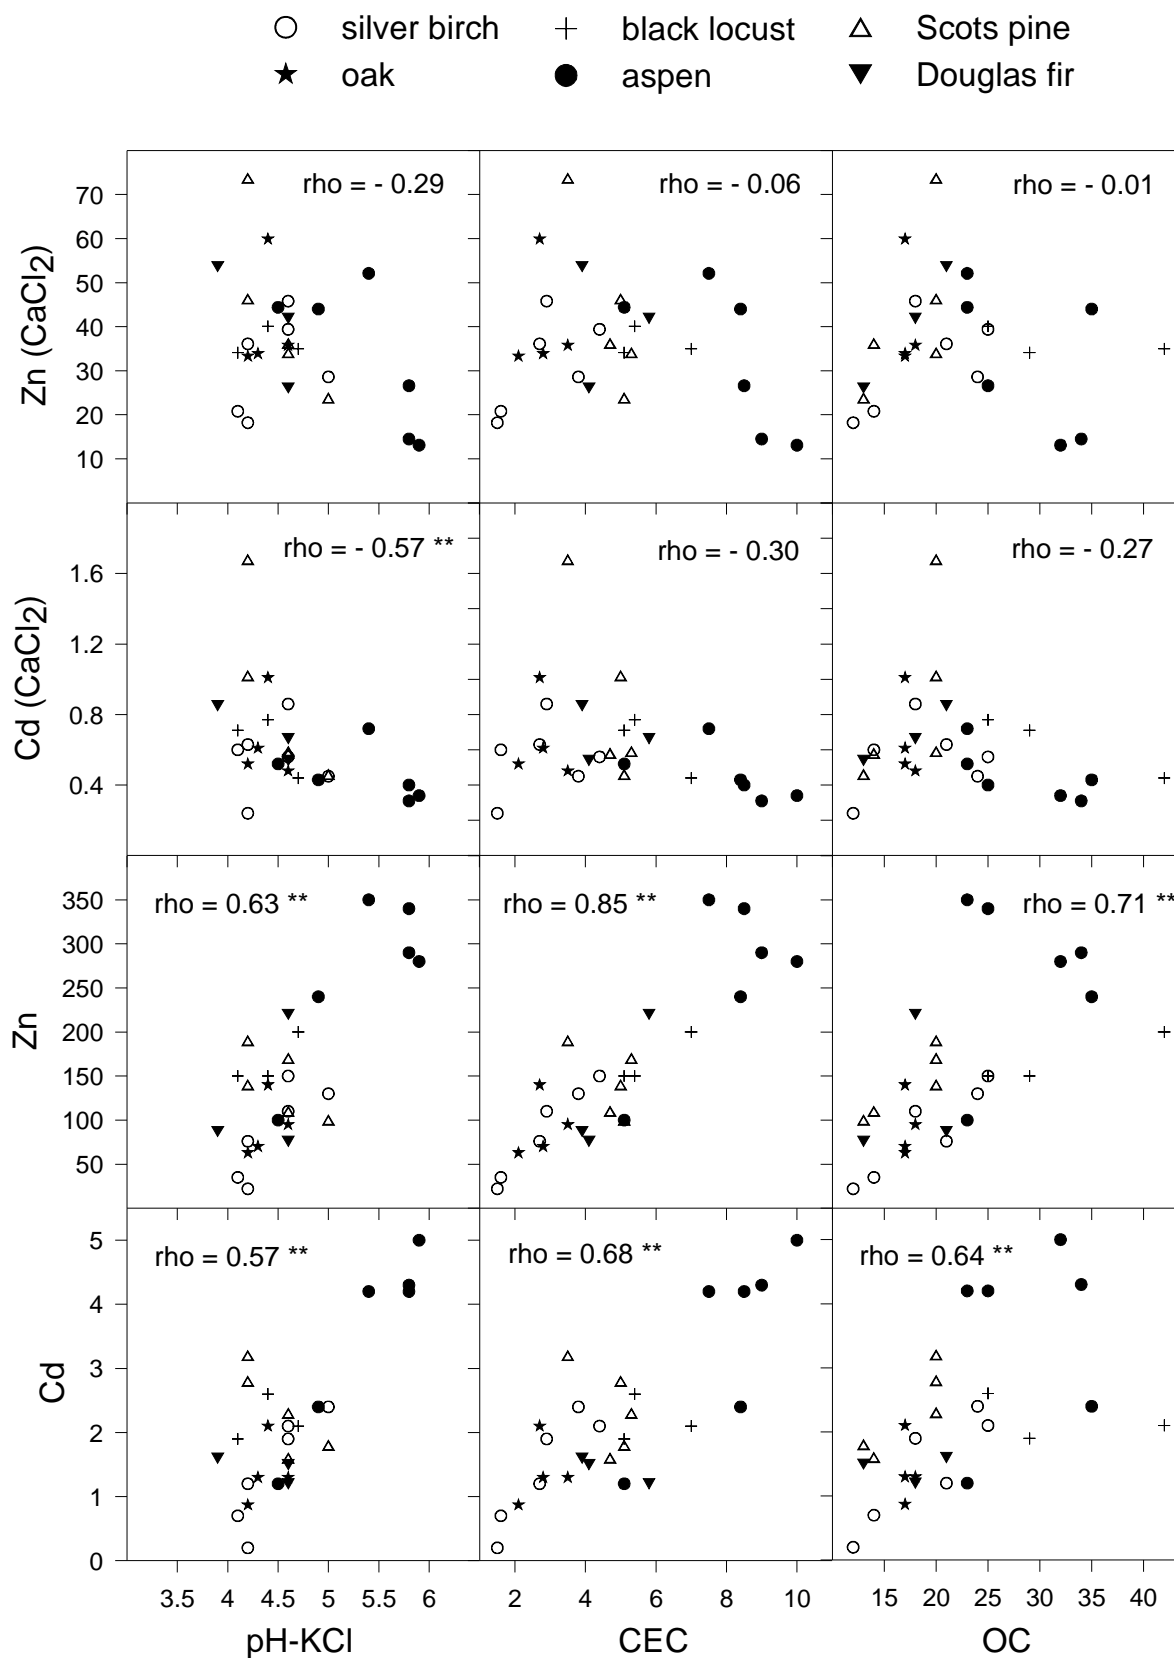 silver birch + black locust Scots pine
oak aspen Douglas fir
rho = - 0.29 rho = - 0.06 rho = - 0.01
70
60
50
40
30
20
10
Zn (CaCl2)
rho = - 0.57 ** rho = - 0.30 rho = - 0.27
1.6
1.2
0.8
0.4
Cd (CaCl2)
rho = 0.63 ** rho = 0.85 ** rho = 0.71 **
350
300
250
200
150
100
50
Zn
rho = 0.57 ** rho = 0.68 ** rho = 0.64 **
5
4
3
2
1
0
Cd
3.5 4 4.5 5 5.5 6 2 4 6 8 10 15 20 25 30 35 40
pH-KCl CEC OC